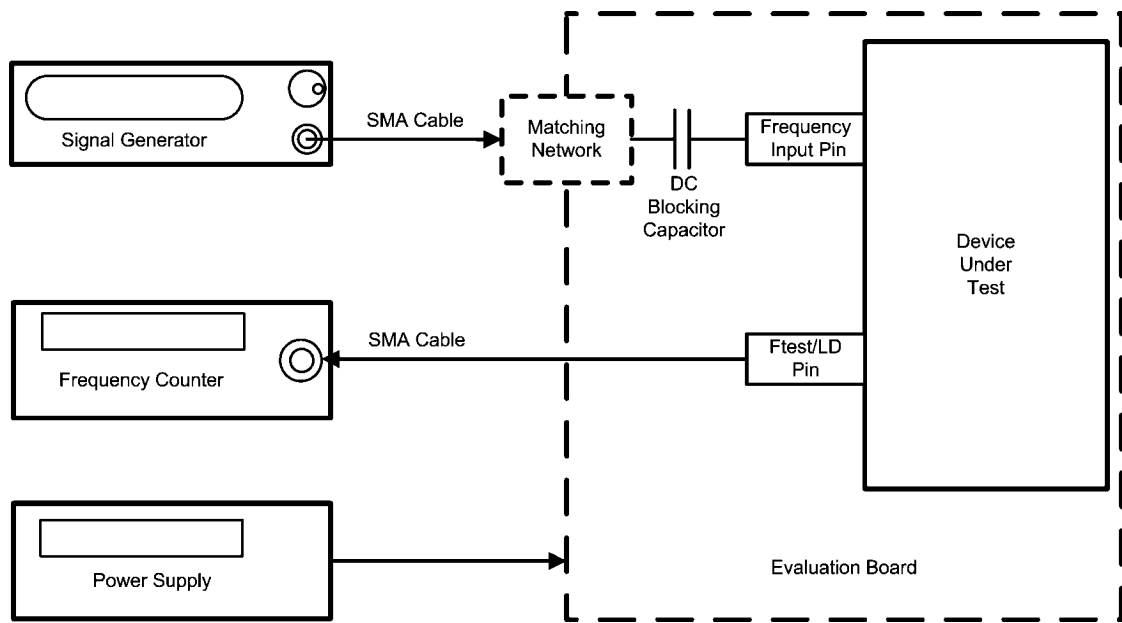 Signal Generator
SMA Cable
Matching
Network
DC
Blocking
Capacitor
Frequency
Input Pin
Device
Under
Test
Frequency Counter
SMA Cable
Ftest/LD
Pin
Power Supply
Evaluation Board